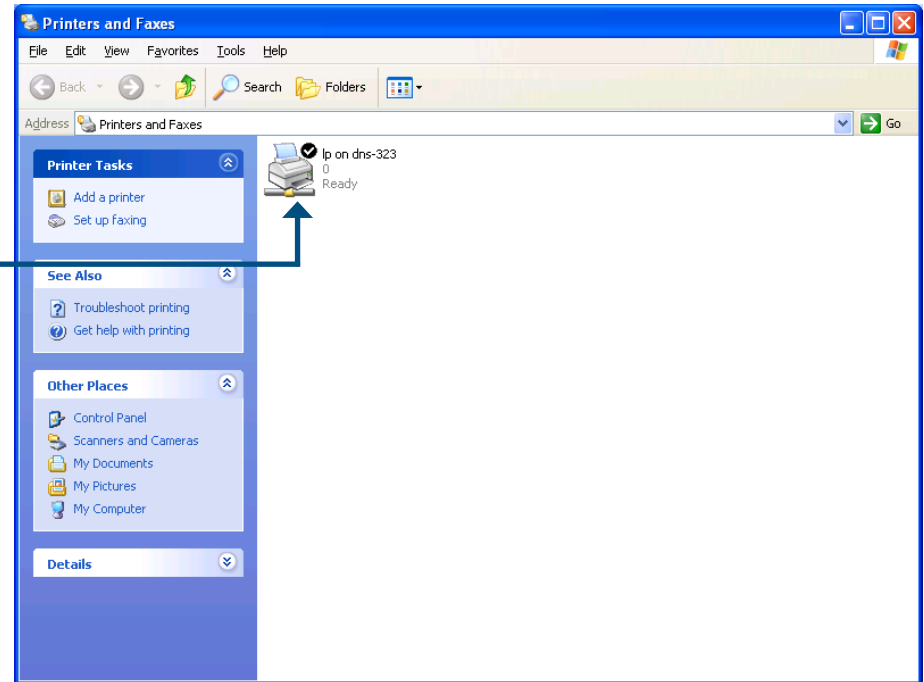 Printers and Faxes
File Edit View Favorites Tools Help
Back Search Folders
Address Printers and Faxes Go
Printer Tasks
Add a printer
Set up faxing
See Also
Troubleshoot printing
Get help with printing
Other Places
Control Panel
Scanners and Cameras
My Documents
My Pictures
My Computer
Details
lp on dns-323
0
Ready